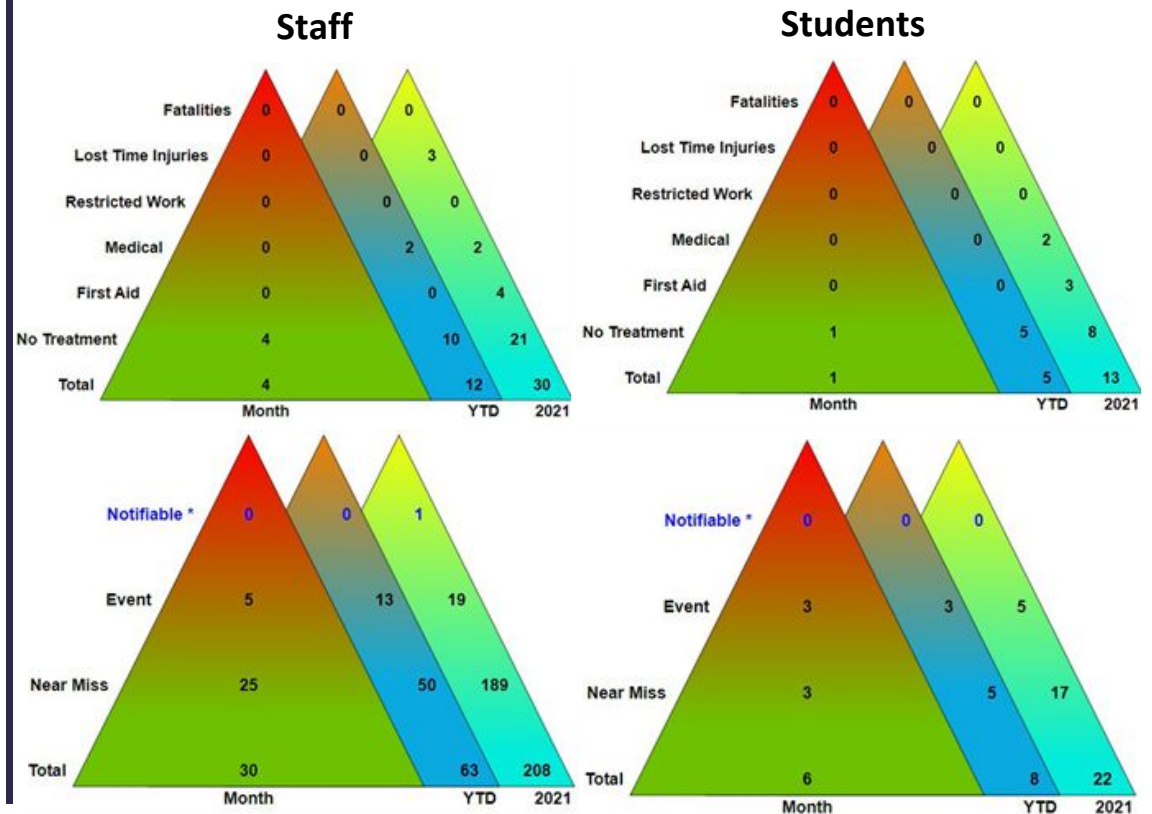 Staff
Fatalities 0 0 0
Lost Time Injuries 0 0 3
Restricted Work 0 0 0
Medical 0 2 2
First Aid 0 0 4
No Treatment 4 10 21
Total 4 12 30
Month YTD 2021
Students
Fatalities 0 0 0
Lost Time Injuries 0 0 0
Restricted Work 0 0 0
Medical 0 0 2
First Aid 0 0 3
No Treatment 1 5 8
Total 1 5 13
Month YTD 2021
Notifiable * 0 0 1
Event 5 13 19
Near Miss 25 50 189
Total 30 63 208
Month YTD 2021
Notifiable * 0 0 0
Event 3 3 5
Near Miss 3 5 17
Total 6 8 22
Month YTD 2021